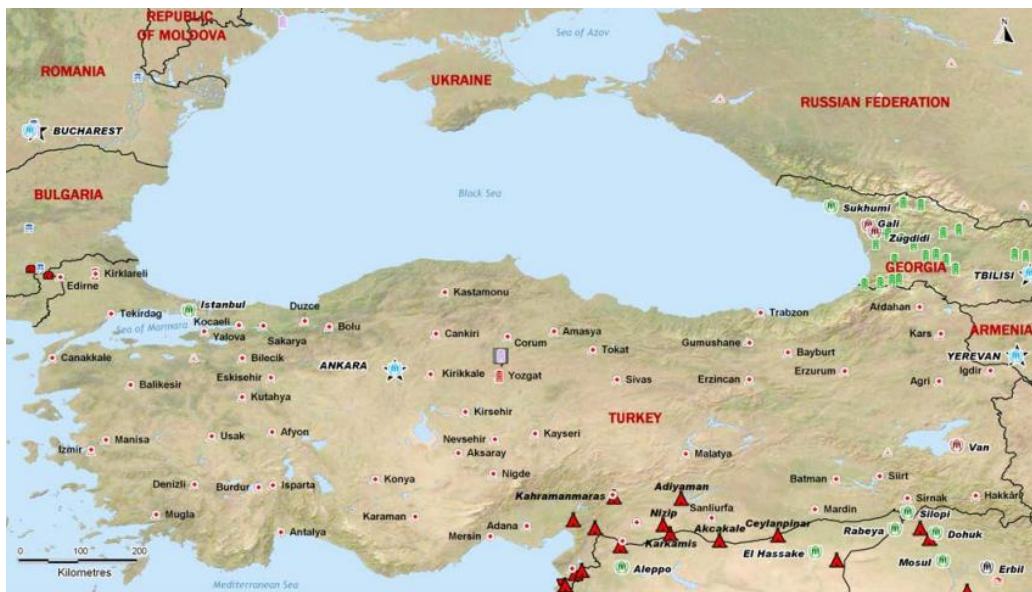 REPUBLIC
OF MOLDOVA
Sea of Azov
N
ROMANIA
UKRAINE
RUSSIAN FEDERATION
BUCHAREST
BULGARIA
Black Sea
Sukhumi
Gali
Zugdidi
GEORGIA
TBILISI
Kirklareli
Edirne
Kastamonu
Istanbul
Duzce
Tekirdag
Kocaeli
Bolu
Trabzon
Ardahan
Sea of Marmara
Yalova
Sakarya
Cankiri
Corum
Amasya
Gumushane
Kars
ARMENIA
Canakkale
Bilecik
Tokat
Bayburt
YEREVAN
ANKARA
Eskisehir
Kirikkale
Yozgat
Sivas
Erzincan
Erzurum
Igdir
Balikesir
Agri
Kutahya
Kirsehir
TURKEY
Manisa
Usak
Afyon
Nevsehir
Kayseri
Izmir
Aksaray
Malatya
Van
Denizli
Burdur
Isparta
Konya
Nigde
Batman
Siirt
Kahramanmaras
Adiyaman
Sirnak
Hakkâri
Mugla
Karaman
Adana
Nizip
Sanliurfa
Mardin
Silopi
Antalya
Mersin
Karkamis
Akcakale
Ceylanpinar
Rabeya
Dohuk
0 100 200
Kilometres
El Hassake
Mosul
Erbil
Aleppo
Mediterranean Sea